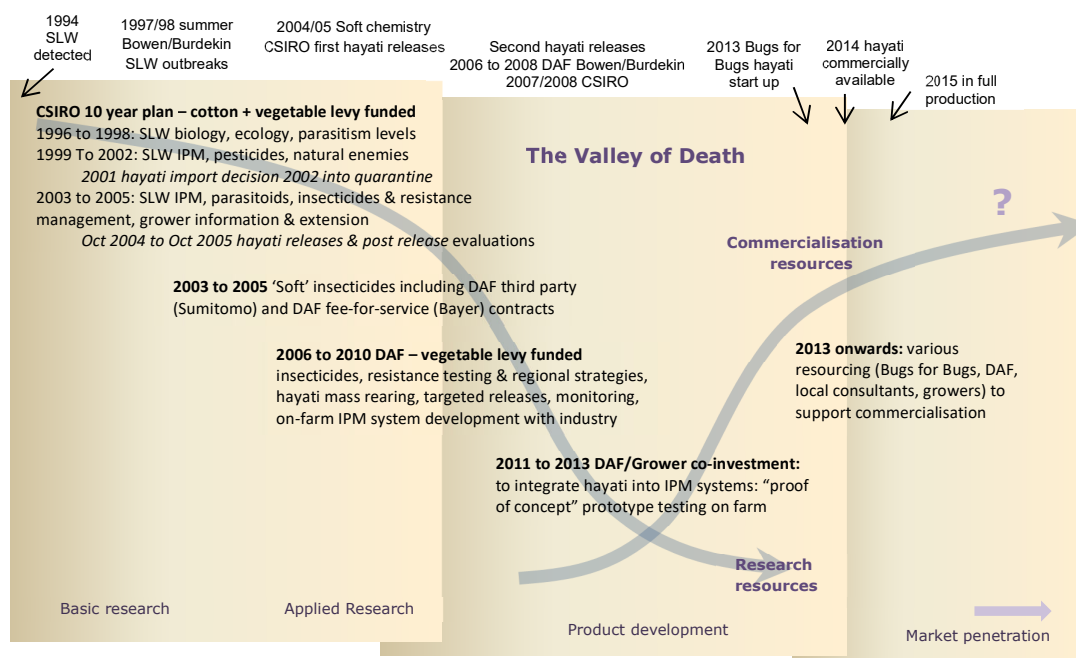 1994
SLW
detected
1997/98 summer
Bowen/Burdekin
SLW outbreaks
2004/05 Soft chemistry
CSIRO first hayati releases
Second hayati releases
2006 to 2008 DAF Bowen/Burdekin
2007/2008 CSIRO
2013 Bugs for
Bugs hayati
start up
2014 hayati
commercially
available
2015 in full
production
CSIRO 10 year plan – cotton + vegetable levy funded
1996 to 1998: SLW biology, ecology, parasitism levels
1999 To 2002: SLW IPM, pesticides, natural enemies
2001 hayati import decision 2002 into quarantine
2003 to 2005: SLW IPM, parasitoids, insecticides & resistance
management, grower information & extension
Oct 2004 to Oct 2005 hayati releases & post release evaluations
The Valley of Death
?
Commercialisation
resources
2003 to 2005 ‘Soft’ insecticides including DAF third party
(Sumitomo) and DAF fee-for-service (Bayer) contracts
2006 to 2010 DAF – vegetable levy funded
insecticides, resistance testing & regional strategies,
hayati mass rearing, targeted releases, monitoring,
on-farm IPM system development with industry
2013 onwards: various
resourcing (Bugs for Bugs, DAF,
local consultants, growers) to
support commercialisation
2011 to 2013 DAF/Grower co-investment:
to integrate hayati into IPM systems: “proof
of concept” prototype testing on farm
Research
resources
Basic research
Applied Research
Product development
Market penetration